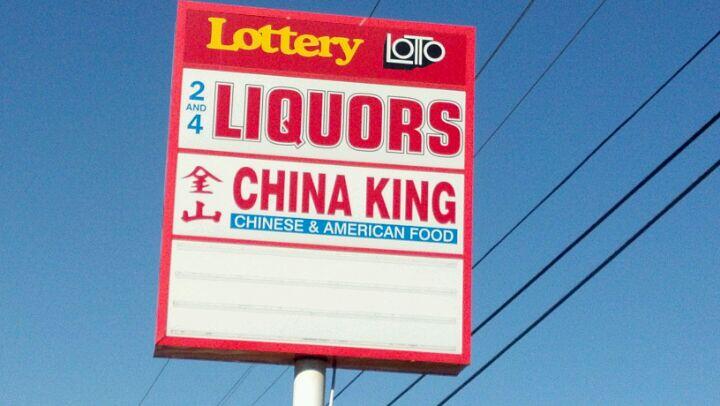 Lottery LOTTO
2 AND 4 LIQUORS
金山 CHINA KING
CHINESE & AMERICAN FOOD